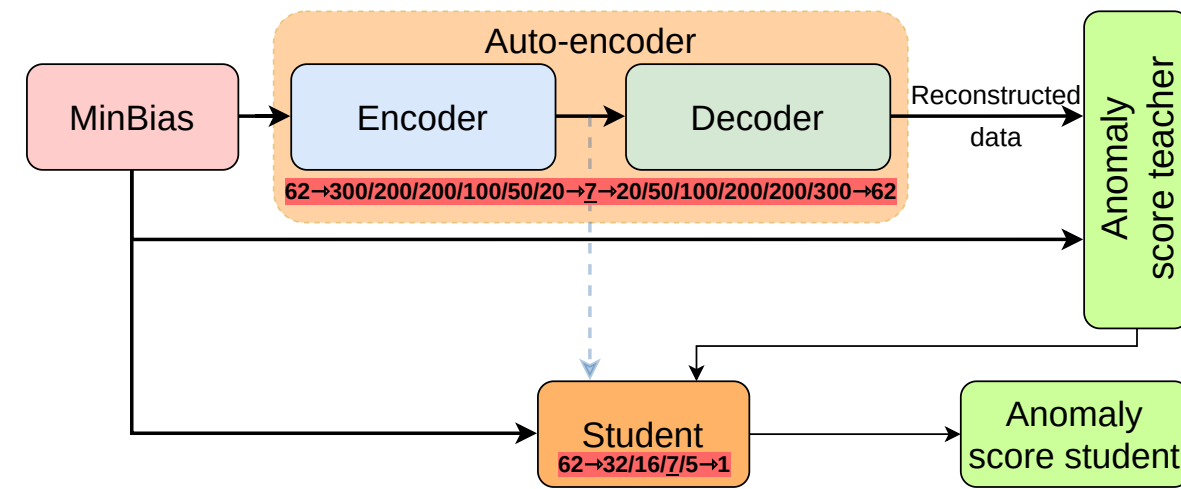 Auto-encoder
MinBias
Encoder
Decoder
Reconstructed
data
Anomaly
score teacher
62→300/200/200/100/50/20→7→20/50/100/200/200/300→62
Student
62→32/16/7/5→1
Anomaly
score student